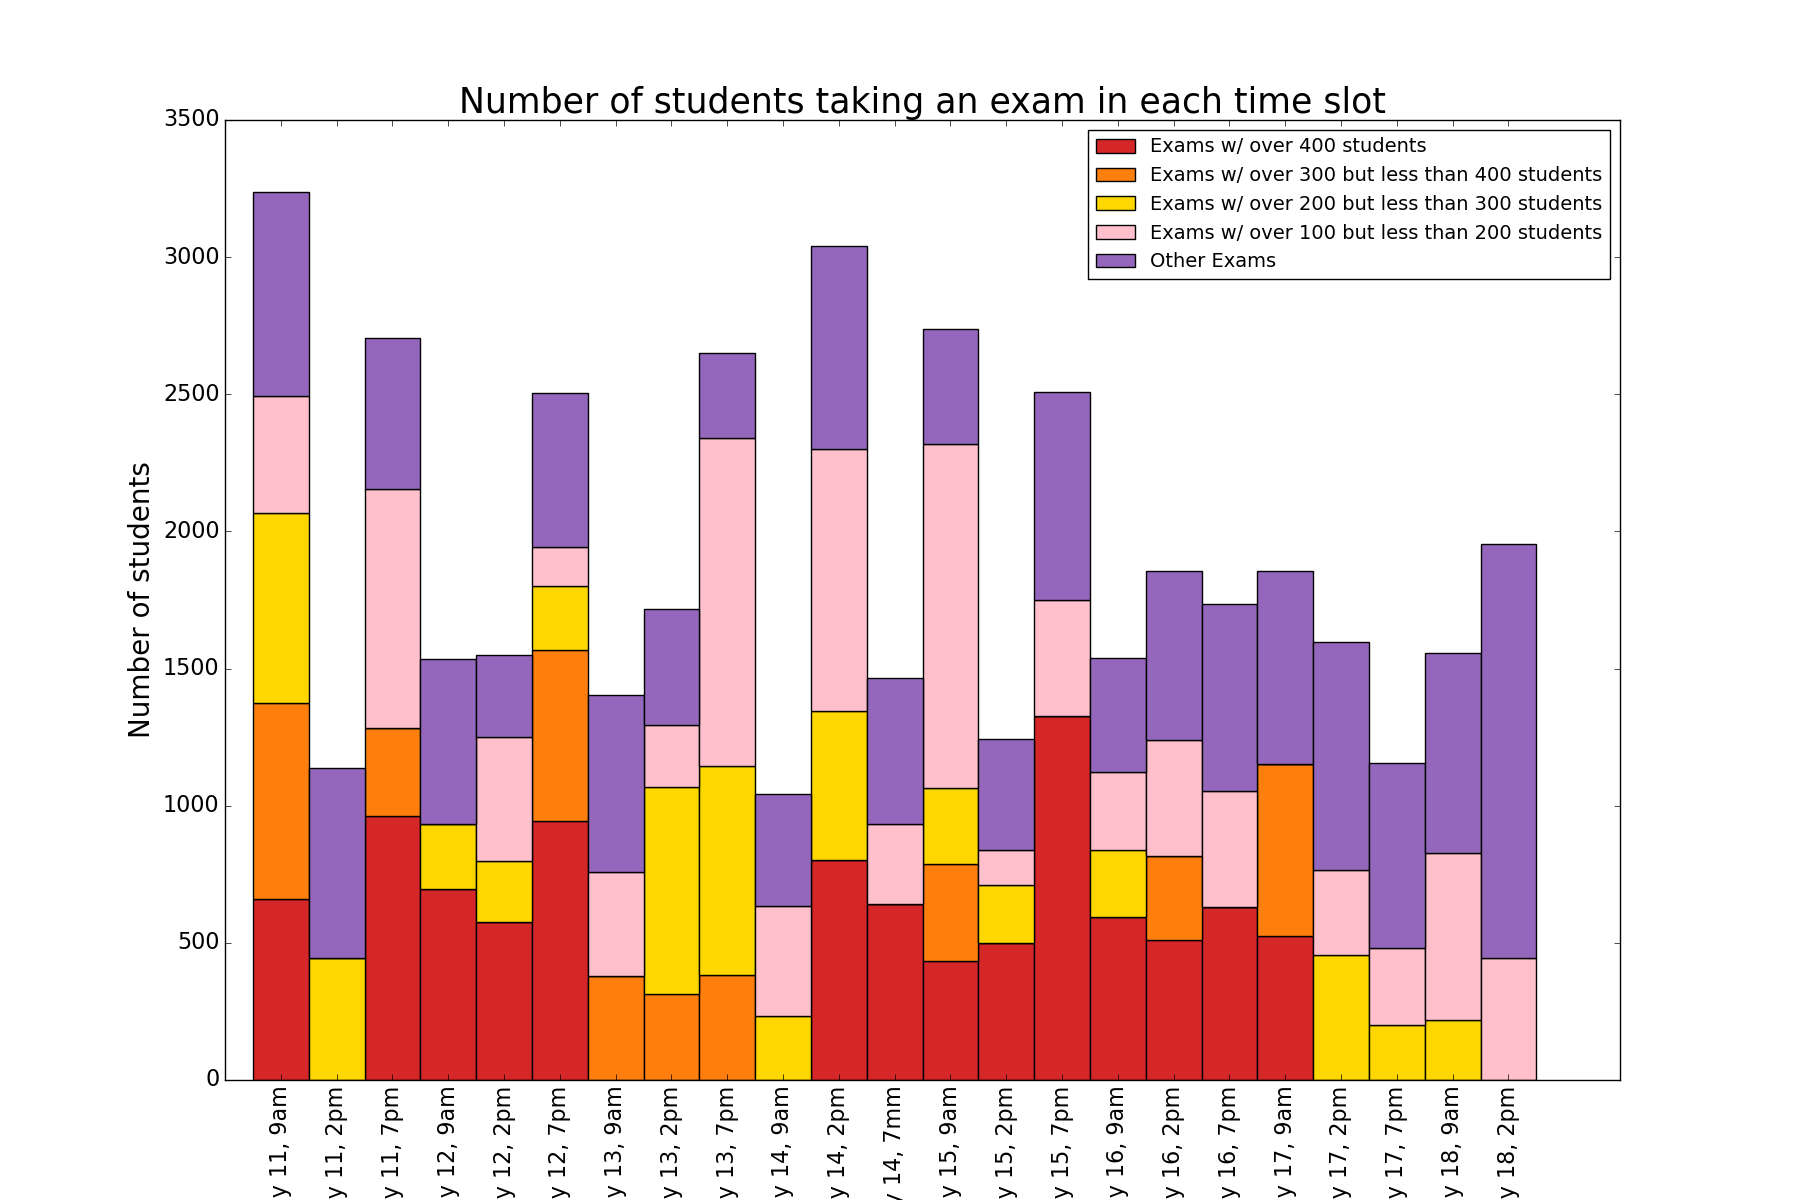 Number of students taking an exam in each time slot
Exams w/ over 400 students
Exams w/ over 300 but less than 400 students
Exams w/ over 200 but less than 300 students
Exams w/ over 100 but less than 200 students
Other Exams
Number of students
3500
3000
2500
2000
1500
1000
500
0
y 11, 9am
y 11, 2pm
y 11, 7pm
y 12, 9am
y 12, 2pm
y 12, 7pm
y 13, 9am
y 13, 2pm
y 13, 7pm
y 14, 9am
y 14, 2pm
y 14, 7mm
y 15, 9am
y 15, 2pm
y 15, 7pm
y 16, 9am
y 16, 2pm
y 16, 7pm
y 17, 9am
y 17, 2pm
y 17, 7pm
y 18, 9am
y 18, 2pm